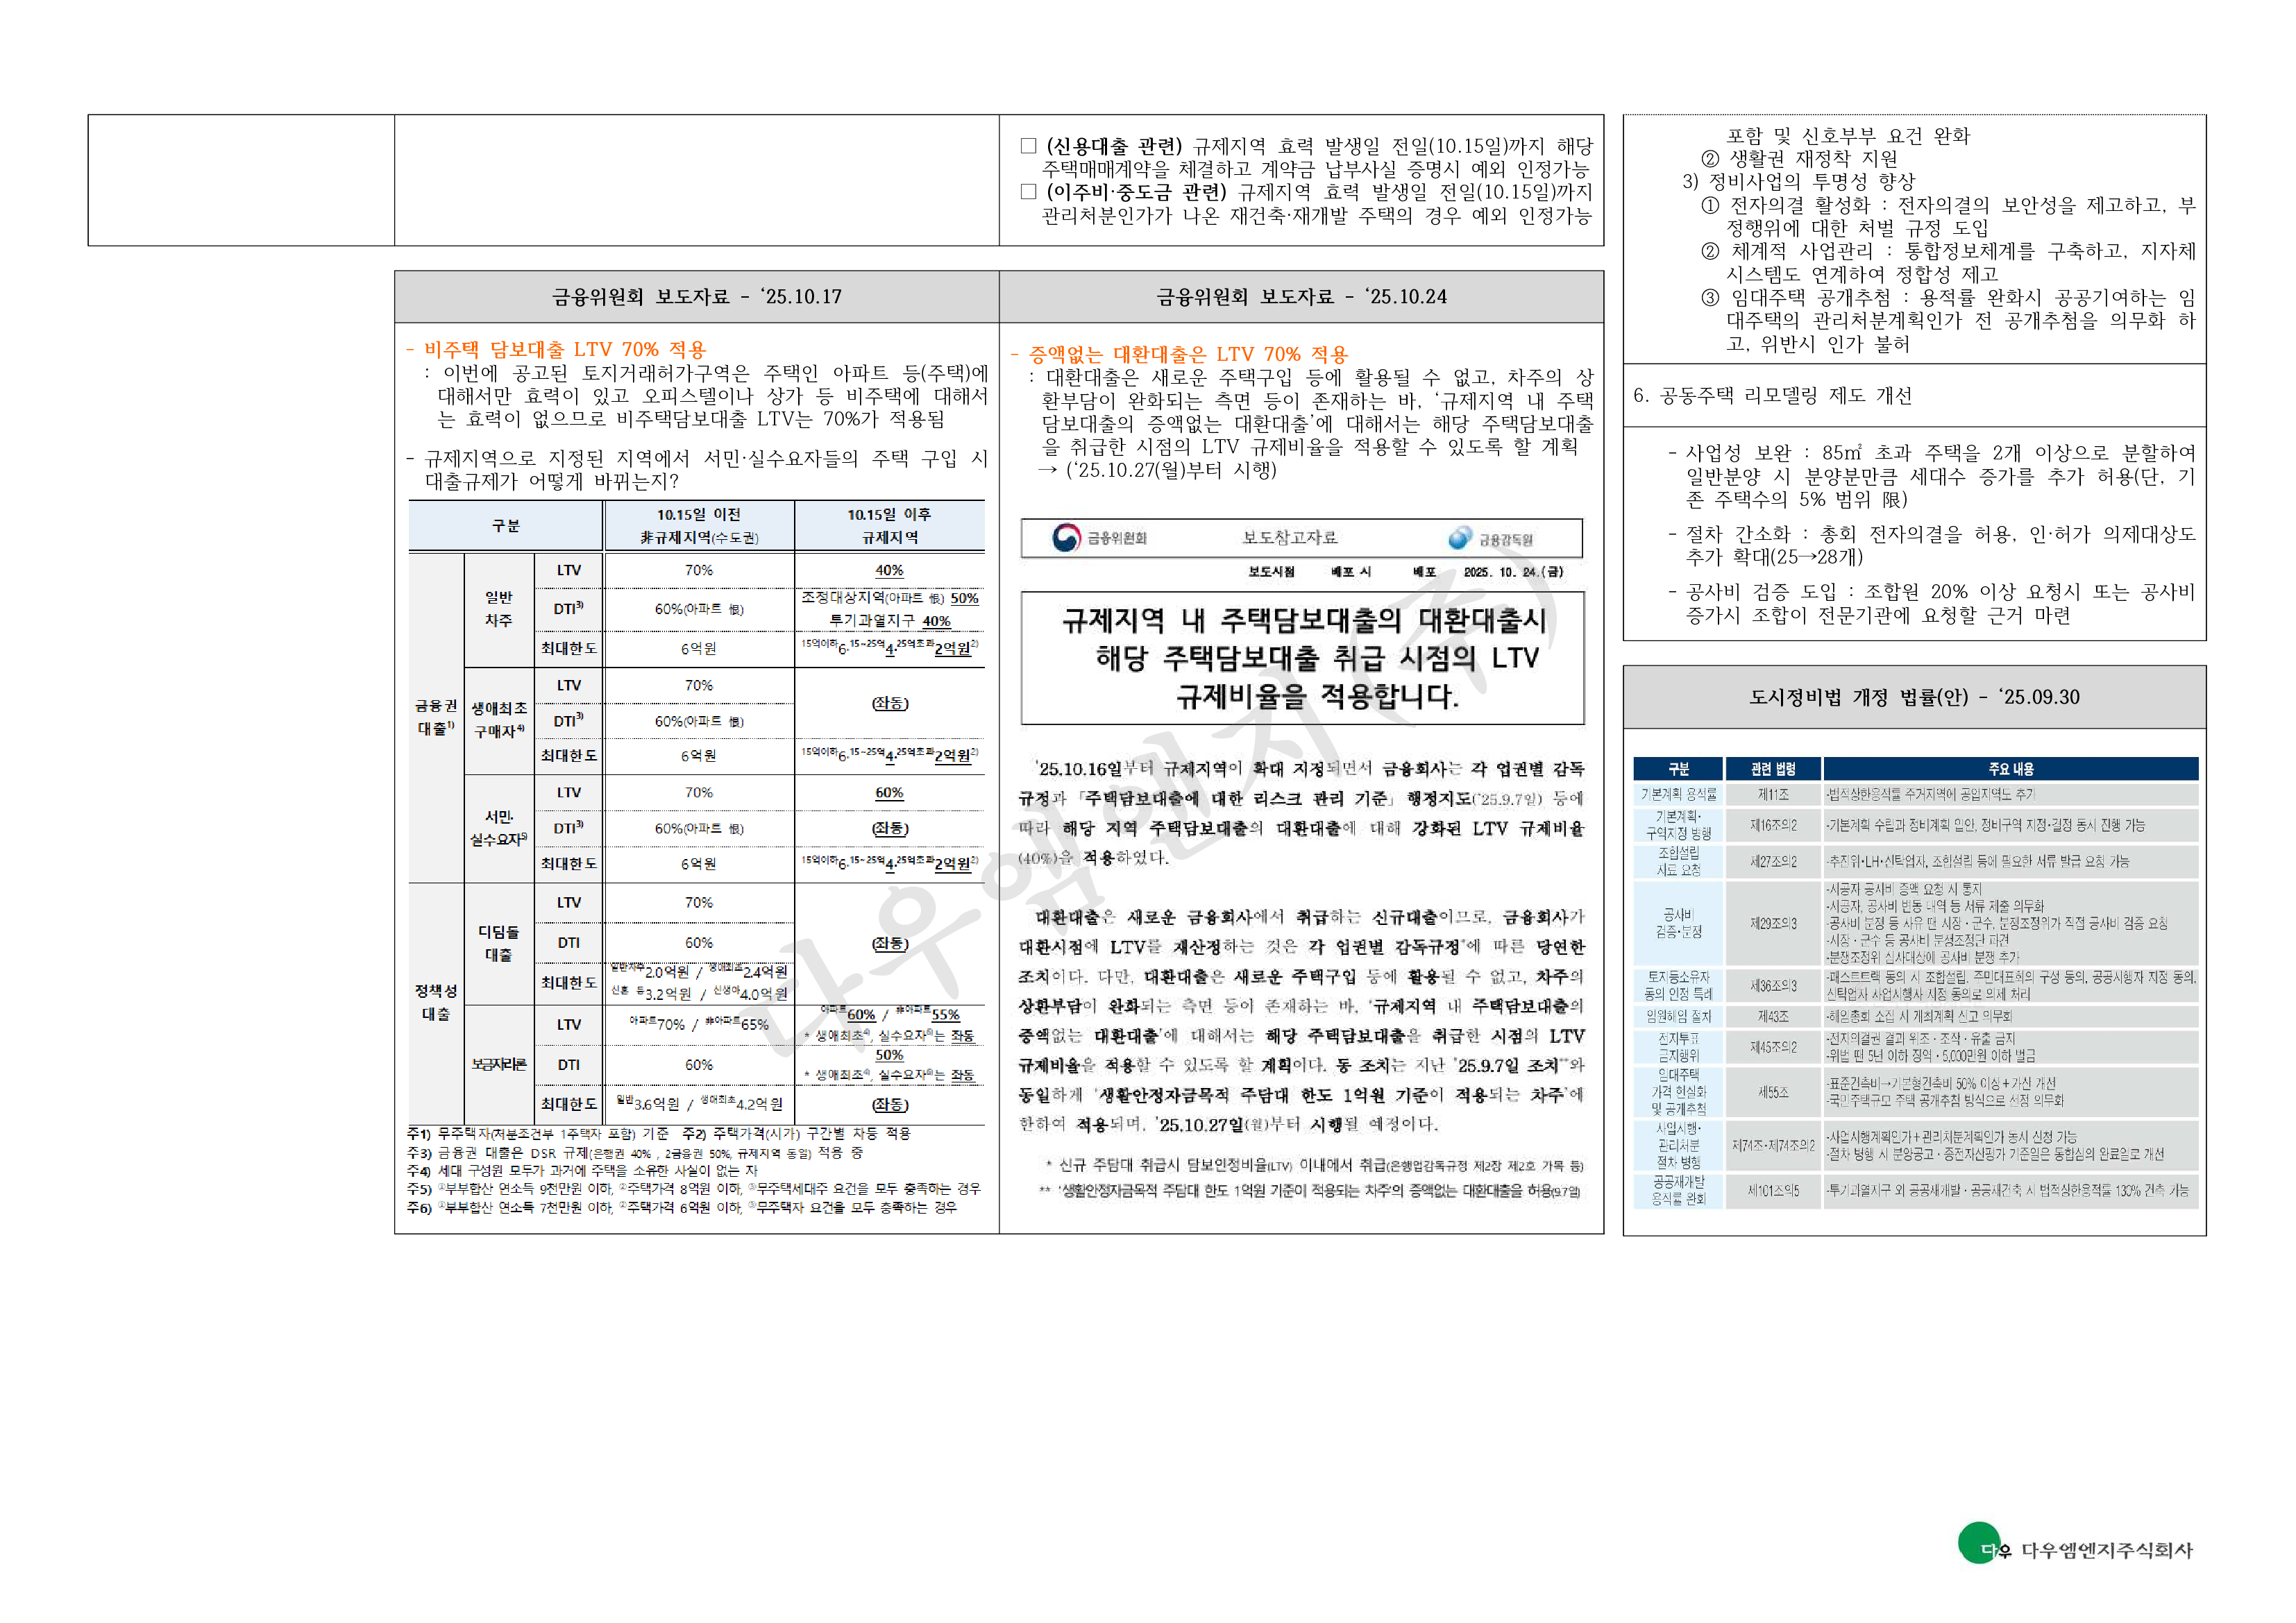 □ (신용대출 관련) 규제지역 효력 발생일 전일(10.15일)까지 해당
주택매매계약을 체결하고 계약금 납부사실 증명시 예외 인정가능
□ (이주비·중도금 관련) 규제지역 효력 발생일 전일(10.15일)까지
관리처분인가가 나온 재건축·재개발 주택의 경우 예외 인정가능
금융위원회 보도자료 - ‘25.10.17
- 비주택 담보대출 LTV 70% 적용
: 이번에 공고된 토지거래허가구역은 주택인 아파트 등(주택)에
대해서만 효력이 있고 오피스텔이나 상가 등 비주택에 대해서
는 효력이 없으므로 비주택담보대출 LTV는 70%가 적용됨
- 규제지역으로 지정된 지역에서 서민·실수요자들의 주택 구입 시
대출규제가 어떻게 바뀌는지?
구분 10.15일 이전 非규제지역(수도권) 10.15일 이후 규제지역
금융권 대출1)
일반 차주
LTV 70% 40%
DTI3) 60%(아파트 限) 조정대상지역(아파트 限) 50%
투기과열지구 40%
최대한도 6억원 15억이하6·15~25억4·25억초과2억원2)
생애최초 구매자4)
LTV 70% (좌동)
DTI3) 60%(아파트 限)
최대한도 6억원 15억이하6·15~25억4·25억초과2억원2)
서민· 실수요자5)
LTV 70% 60%
DTI3) 60%(아파트 限) (좌동)
최대한도 6억원 15억이하6·15~25억4·25억초과2억원2)
정책성 대출
디딤돌 대출
LTV 70%
DTI 60% (좌동)
최대한도 일반차주2.0억원 / 생애최초2.4억원
신혼 등3.2억원 / 신생아4.0억원
보금자리론
LTV 아파트70% / 非아파트65% 아파트60% / 非아파트55%
* 생애최초4), 실수요자6)는 좌동
DTI 60% 50%
* 생애최초4), 실수요자6)는 좌동
최대한도 일반3.6억원 / 생애최초4.2억원 (좌동)
주1) 무주택자(처분조건부 1주택자 포함) 기준 주2) 주택가격(시가) 구간별 차등 적용
주3) 금융권 대출은 DSR 규제(은행권 40% , 2금융권 50%, 규제지역 동일) 적용 중
주4) 세대 구성원 모두가 과거에 주택을 소유한 사실이 없는 자
주5) ①부부합산 연소득 9천만원 이하, ②주택가격 8억원 이하, ③무주택세대주 요건을 모두 충족하는 경우
주6) ①부부합산 연소득 7천만원 이하, ②주택가격 6억원 이하, ③무주택자 요건을 모두 충족하는 경우
금융위원회 보도자료 - ‘25.10.24
- 증액없는 대환대출은 LTV 70% 적용
: 대환대출은 새로운 주택구입 등에 활용될 수 없고, 차주의 상
환부담이 완화되는 측면 등이 존재하는 바, ‘규제지역 내 주택
담보대출의 증액없는 대환대출’에 대해서는 해당 주택담보대출
을 취급한 시점의 LTV 규제비율을 적용할 수 있도록 할 계획
→ (‘25.10.27(월)부터 시행)
금융위원회 보도참고자료 금융감독원
보도시점 배포 시 배포 2025. 10. 24.(금)
규제지역 내 주택담보대출의 대환대출시
해당 주택담보대출 취급 시점의 LTV
규제비율을 적용합니다.
‘25.10.16일부터 규제지역이 확대 지정되면서 금융회사는 각 업권별 감독
규정과 「주택담보대출에 대한 리스크 관리 기준」 행정지도(’25.9.7일) 등에
따라 해당 지역 주택담보대출의 대환대출에 대해 강화된 LTV 규제비율
(40%)을 적용하였다.
대환대출은 새로운 금융회사에서 취급하는 신규대출이므로, 금융회사가
대환시점에 LTV를 재산정하는 것은 각 업권별 감독규정*에 따른 당연한
조치이다. 다만, 대환대출은 새로운 주택구입 등에 활용될 수 없고, 차주의
상환부담이 완화되는 측면 등이 존재하는 바, ‘규제지역 내 주택담보대출의
증액없는 대환대출’에 대해서는 해당 주택담보대출을 취급한 시점의 LTV
규제비율을 적용할 수 있도록 할 계획이다. 동 조치는 지난 ’25.9.7일 조치**와
동일하게 ‘생활안정자금목적 주담대 한도 1억원 기준이 적용되는 차주’에
한하여 적용되며, ’25.10.27일(월)부터 시행될 예정이다.
* 신규 주담대 취급시 담보인정비율(LTV) 이내에서 취급(은행업감독규정 제2장 제2호 가목 등)
** ‘생활안정자금목적 주담대 한도 1억원 기준이 적용되는 차주의 증액없는 대환대출을 허용(9.7일)
포함 및 신호부부 요건 완화
② 생활권 재정착 지원
3) 정비사업의 투명성 향상
① 전자의결 활성화 : 전자의결의 보안성을 제고하고, 부
정행위에 대한 처벌 규정 도입
② 체계적 사업관리 : 통합정보체계를 구축하고, 지자체
시스템도 연계하여 정합성 제고
③ 임대주택 공개추첨 : 용적률 완화시 공공기여하는 임
대주택의 관리처분계획인가 전 공개추첨을 의무화 하
고, 위반시 인가 불허
6. 공동주택 리모델링 제도 개선
- 사업성 보완 : 85㎡ 초과 주택을 2개 이상으로 분할하여
일반분양 시 분양분만큼 세대수 증가를 추가 허용(단, 기
존 주택수의 5% 범위 限)
- 절차 간소화 : 총회 전자의결을 허용, 인·허가 의제대상도
추가 확대(25→28개)
- 공사비 검증 도입 : 조합원 20% 이상 요청시 또는 공사비
증가시 조합이 전문기관에 요청할 근거 마련
도시정비법 개정 법률(안) - ‘25.09.30
구분 관련 법령 주요 내용
기본계획 용적률 제11조 -법적상한용적률 주거지역에 공업지역도 추가
기본계획· 구역지정 병행 제16조의2 -기본계획 수립과 정비계획 입안, 정비구역 지정·결정 동시 진행 가능
조합설립 자료 요청 제27조의2 -추진위·LH·신탁업자, 조합설립 등에 필요한 서류 발급 요청 가능
공사비 검증·분쟁 제29조의3 -시공자 공사비 증액 요청 시 통지
-시공자, 공사비 변동 내역 등 서류 제출 의무화
-공사비 분쟁 등 사유 땐 시장·군수, 분쟁조정위가 직접 공사비 검증 요청
-시장·군수 등 공사비 분쟁조정단 파견
-분쟁조정위 심사대상에 공사비 분쟁 추가
토지등소유자 동의 인정 특례 제36조의3 -패스트트랙 동의 시 조합설립, 주민대표회의 구성 동의, 공공시행자 지정 동의,
신탁업자 사업시행사 지정 동의로 의제 처리
임원해임 절차 제43조 -해임총회 소집 시 개최계획 신고 의무화
전자투표 금지행위 제45조의2 -전자의결권 결과 위조·조작·유출 금지
-위법 땐 5년 이하 징역·5,000만원 이하 벌금
임대주택 가격 현실화 및 공개추첨 제55조 -표준건축비→기본형건축비 50% 이상+가산 개선
-국민주택규모 주택 공개추첨 방식으로 선정 의무화
사업시행· 관리처분 절차 병행 제74조·제74조의2 -사업시행계획인가+관리처분계획인가 동시 신청 가능
-절차 병행 시 분양공고·종전자산평가 기준일은 통합심의 완료일로 개선
공공재개발 용적률 완화 제101조의5 -투기과열지구 외 공공재개발·공공재건축 시 법적상한용적률 130% 건축 가능
다우엠엔지(주)
다우 다우엠엔지주식회사